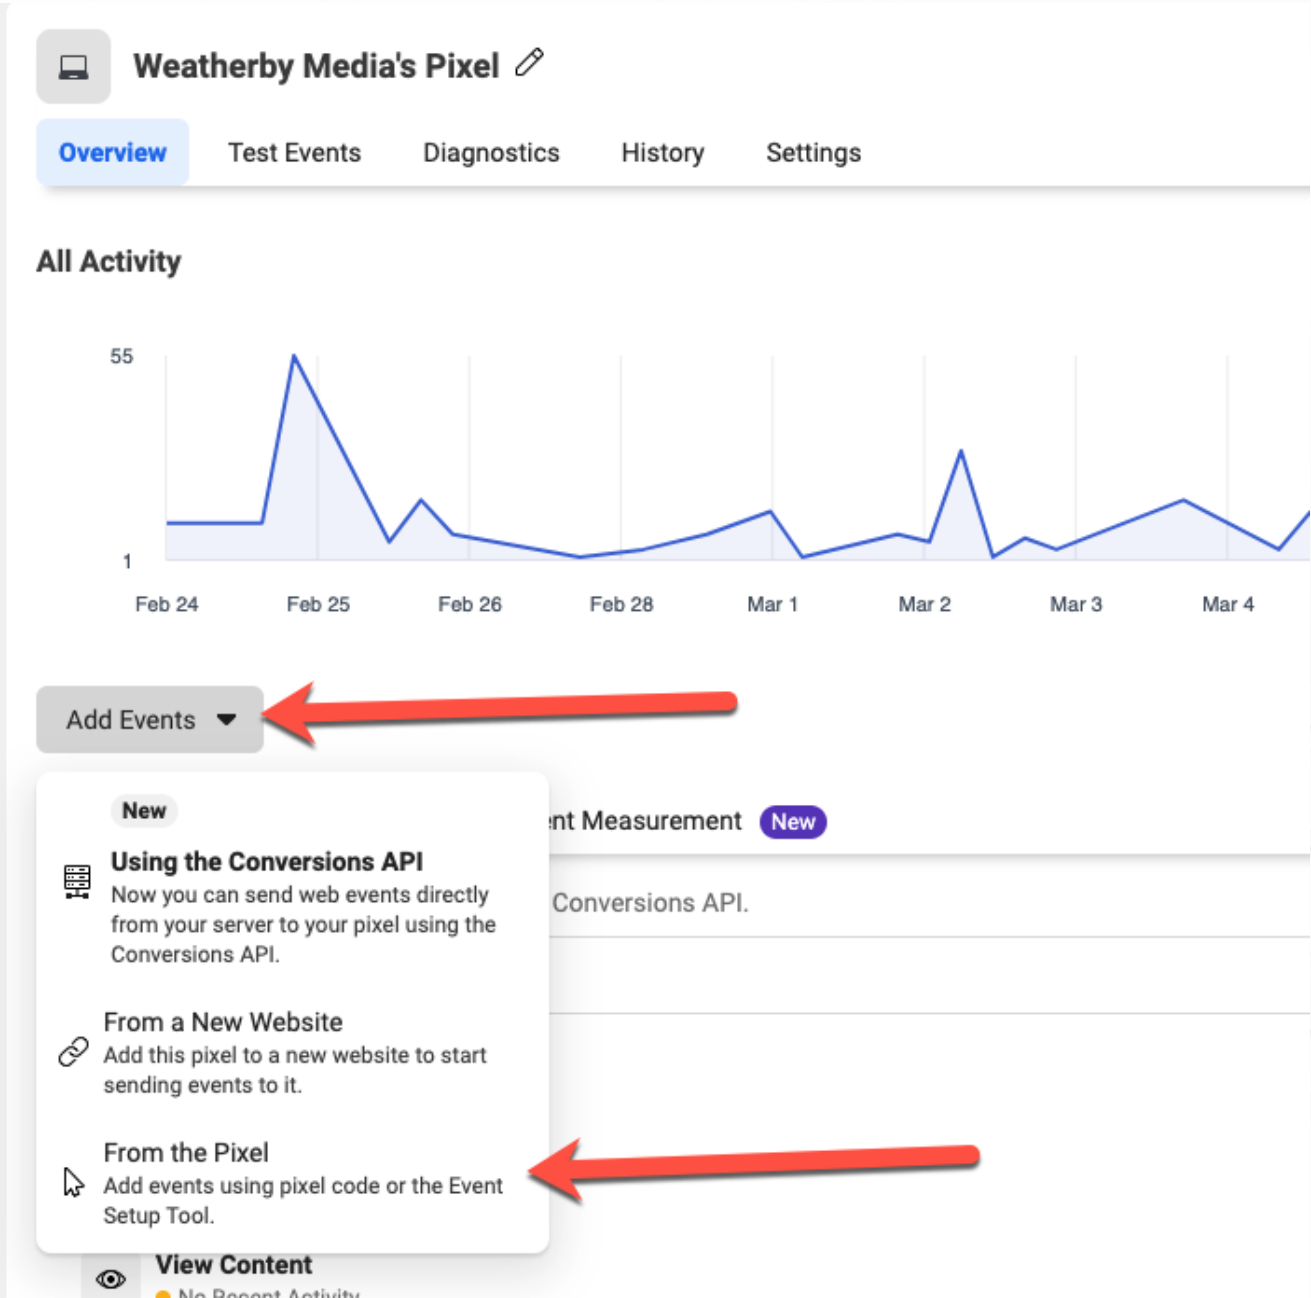 Weatherby Media's Pixel
Overview Test Events Diagnostics History Settings
All Activity
55
1
Feb 24 Feb 25 Feb 26 Feb 28 Mar 1 Mar 2 Mar 3 Mar 4
Add Events
New
Using the Conversions API
Now you can send web events directly
from your server to your pixel using the
Conversions API.
From a New Website
Add this pixel to a new website to start
sending events to it.
From the Pixel
Add events using pixel code or the Event
Setup Tool.
nt Measurement New
Conversions API.
View Content
No Recent Activity